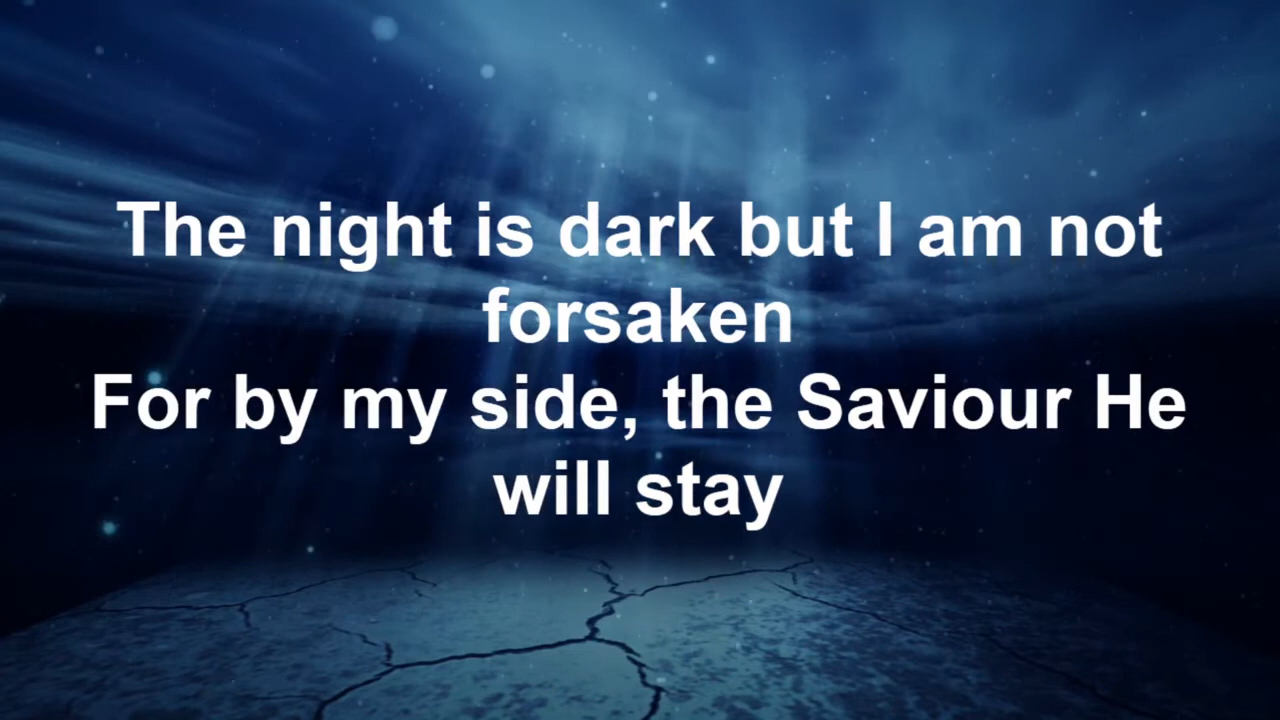 The night is dark but I am not
forsaken
For by my side, the Saviour He
will stay